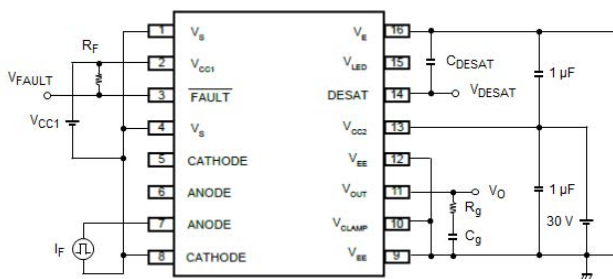 1 V_S V_E 16
R_F 2 V_CC1 V_LED 15 C_DESAT 1 μF
V_FAULT 3 FAULT DESAT 14 V_DESAT
V_CC1 4 V_S V_CC2 13
5 CATHODE V_EE 12
6 ANODE V_OUT 11 V_O 1 μF
I_F 7 ANODE V_CLAMP 10 R_g 30 V
8 CATHODE V_EE 9 C_g